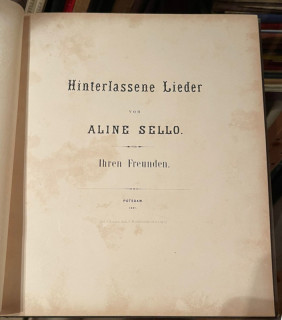 Hinterlassene Lieder
von
ALINE SELLO.
Ihren Freunden.
POTSDAM.